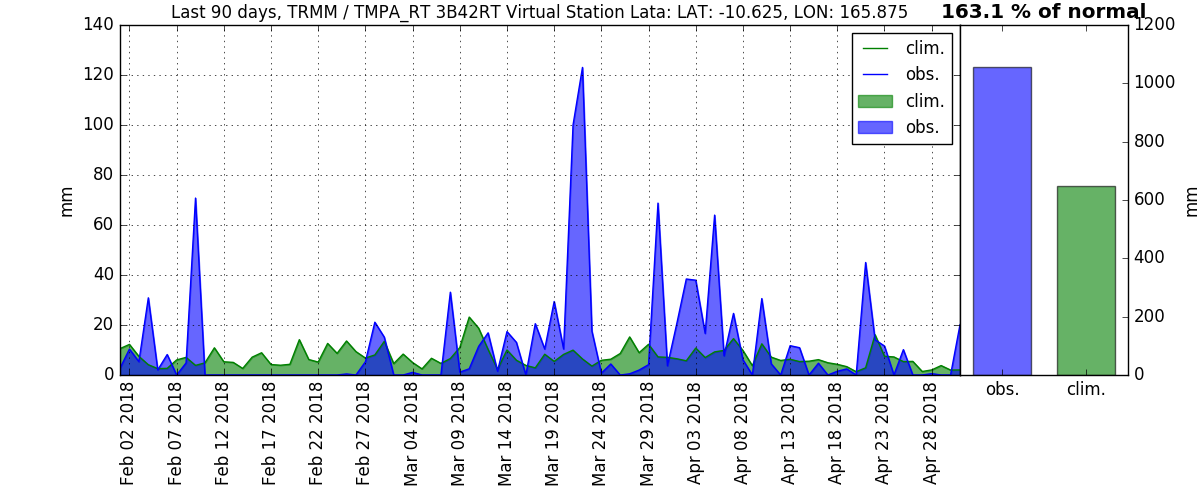 Last 90 days, TRMM / TMPA_RT 3B42RT Virtual Station Lata: LAT: -10.625, LON: 165.875
163.1 % of normal
140
120
100
80
60
40
20
0
mm
clim.
obs.
clim.
obs.
1200
1000
800
600
400
200
0
mm
Feb 02 2018
Feb 07 2018
Feb 12 2018
Feb 17 2018
Feb 22 2018
Feb 27 2018
Mar 04 2018
Mar 09 2018
Mar 14 2018
Mar 19 2018
Mar 24 2018
Mar 29 2018
Apr 03 2018
Apr 08 2018
Apr 13 2018
Apr 18 2018
Apr 23 2018
Apr 28 2018
obs.
clim.